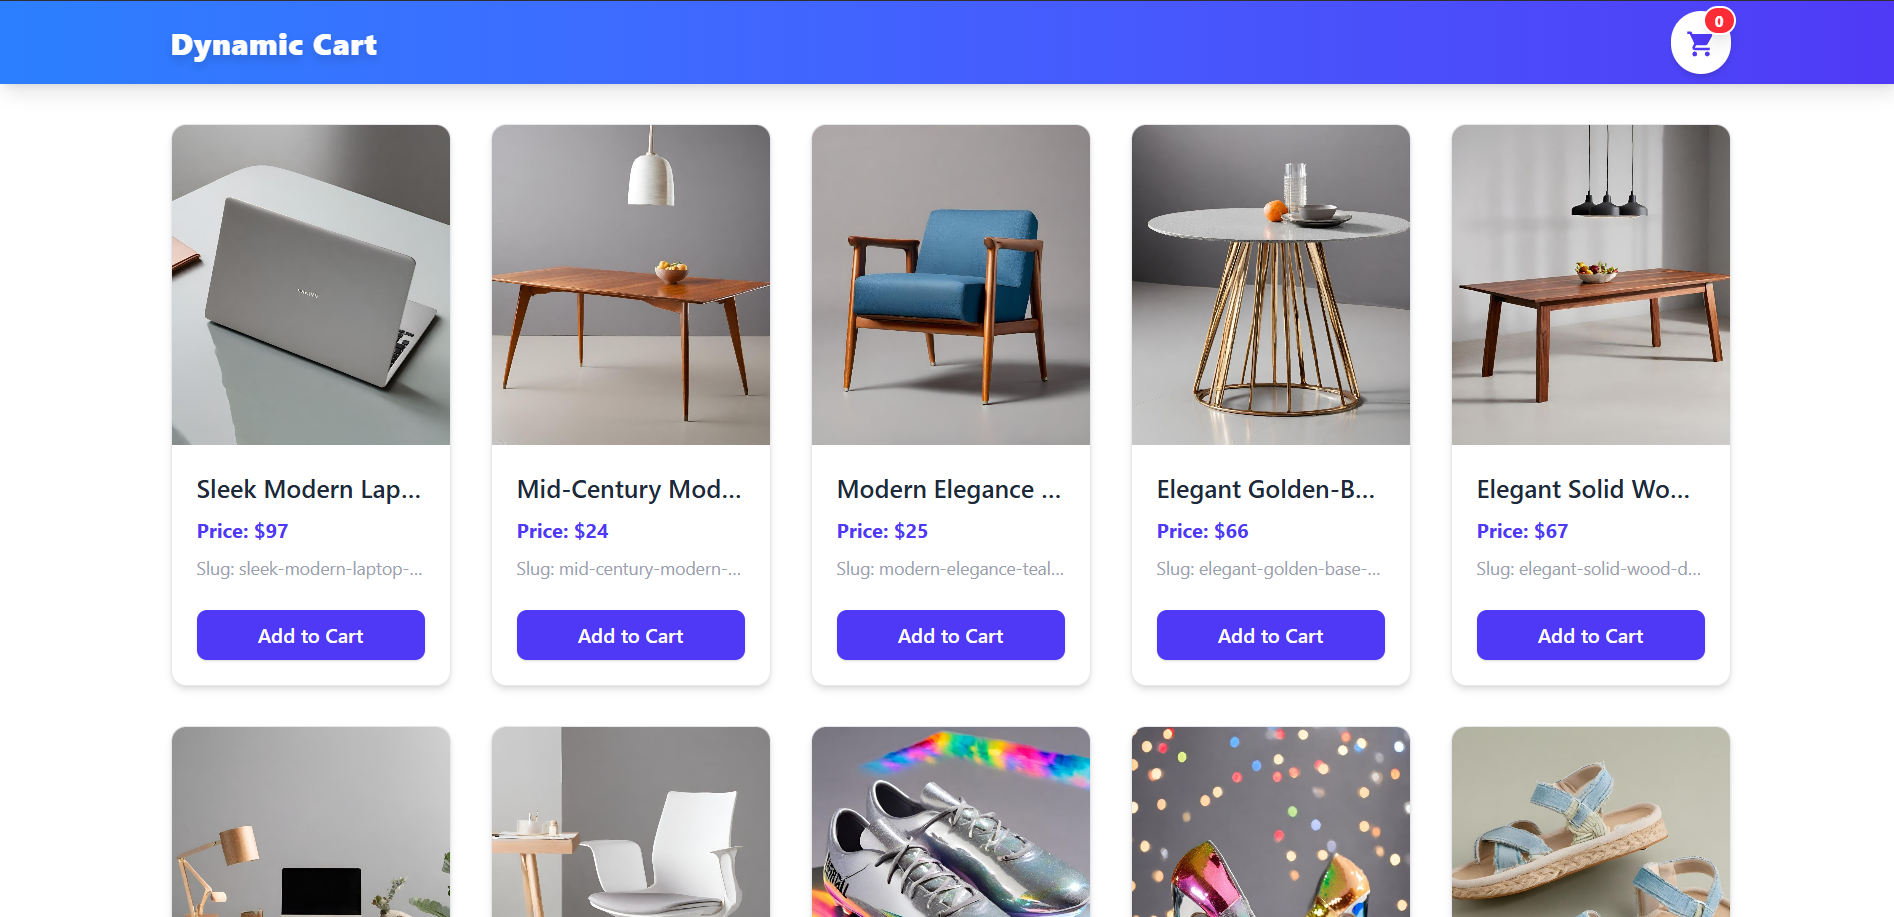 Dynamic Cart
0
Sleek Modern Lap...
Price: $97
Slug: sleek-modern-laptop-...
Add to Cart
Mid-Century Mod...
Price: $24
Slug: mid-century-modern-...
Add to Cart
Modern Elegance ...
Price: $25
Slug: modern-elegance-teal...
Add to Cart
Elegant Golden-B...
Price: $66
Slug: elegant-golden-base-...
Add to Cart
Elegant Solid Wo...
Price: $67
Slug: elegant-solid-wood-d...
Add to Cart